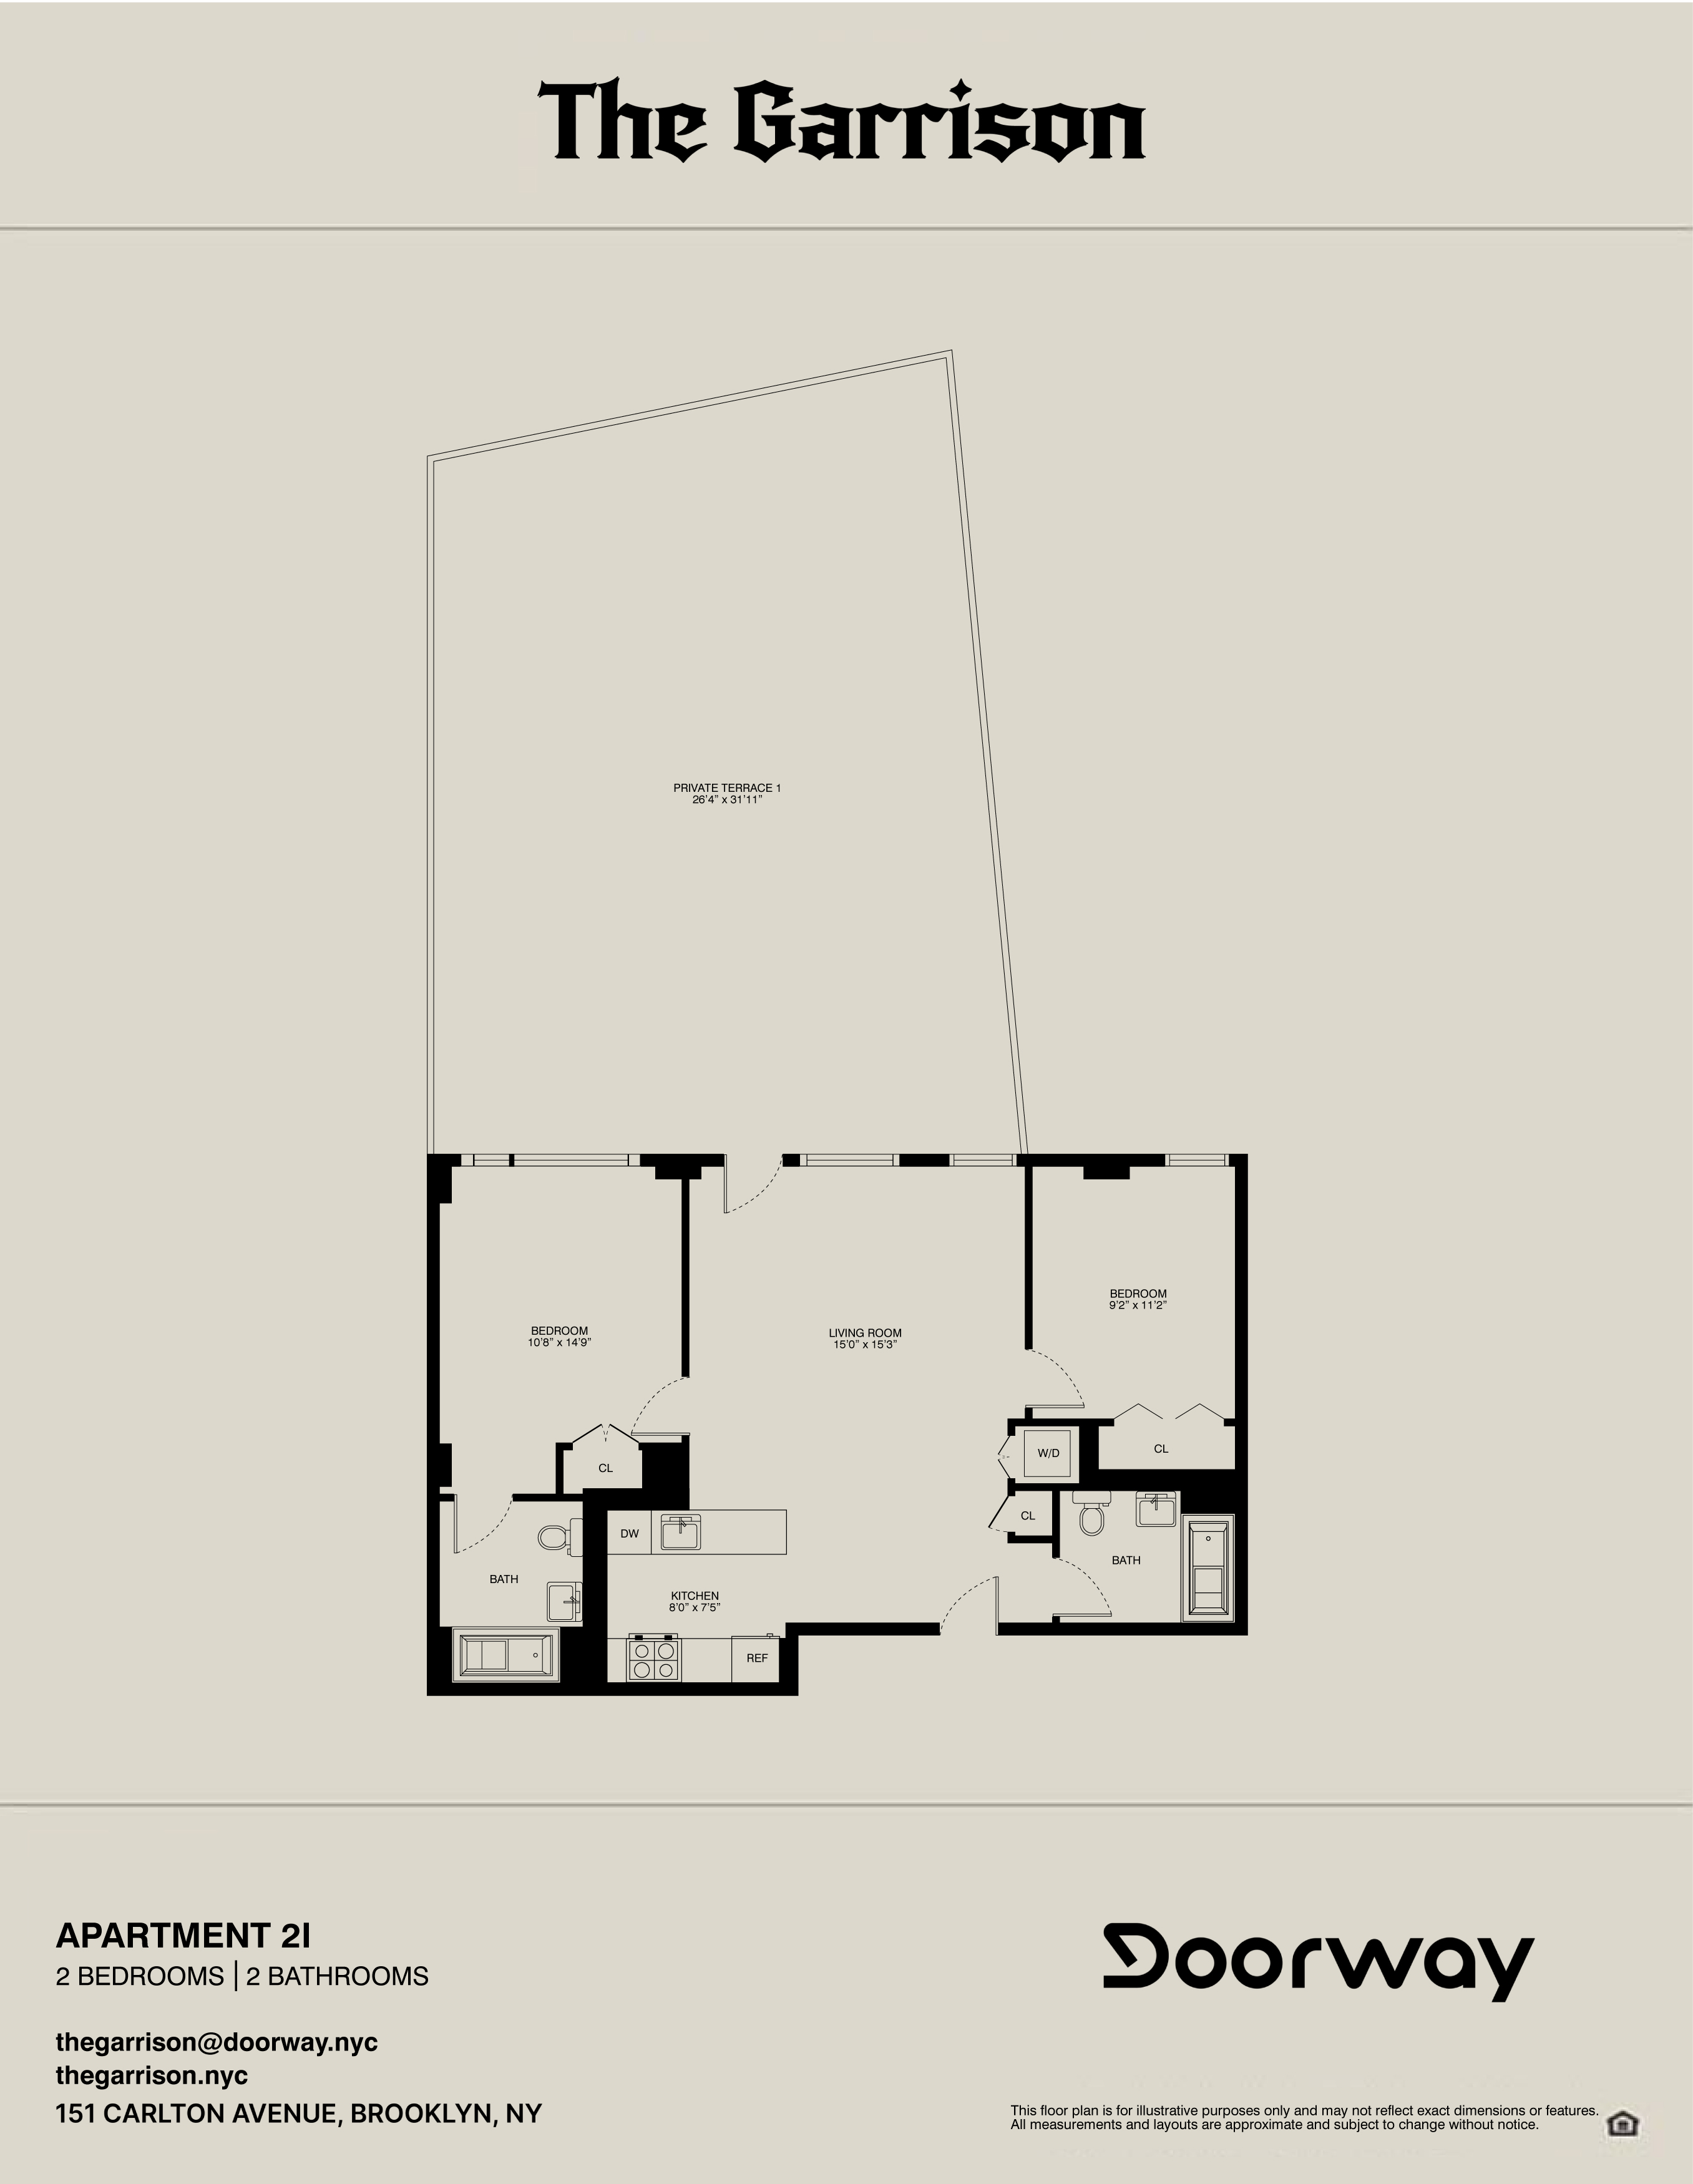 The Garrison
PRIVATE TERRACE 1
26'4" x 31'11"
BEDROOM
9'2" x 11'2"
BEDROOM
10'8" x 14'9"
LIVING ROOM
15'0" x 15'3"
CL
W/D
CL
CL
DW
BATH
BATH
KITCHEN
8'0" x 7'5"
REF
APARTMENT 2I
2 BEDROOMS | 2 BATHROOMS
thegarrison@doorway.nyc
thegarrison.nyc
151 CARLTON AVENUE, BROOKLYN, NY
Doorway
This floor plan is for illustrative purposes only and may not reflect exact dimensions or features.
All measurements and layouts are approximate and subject to change without notice.